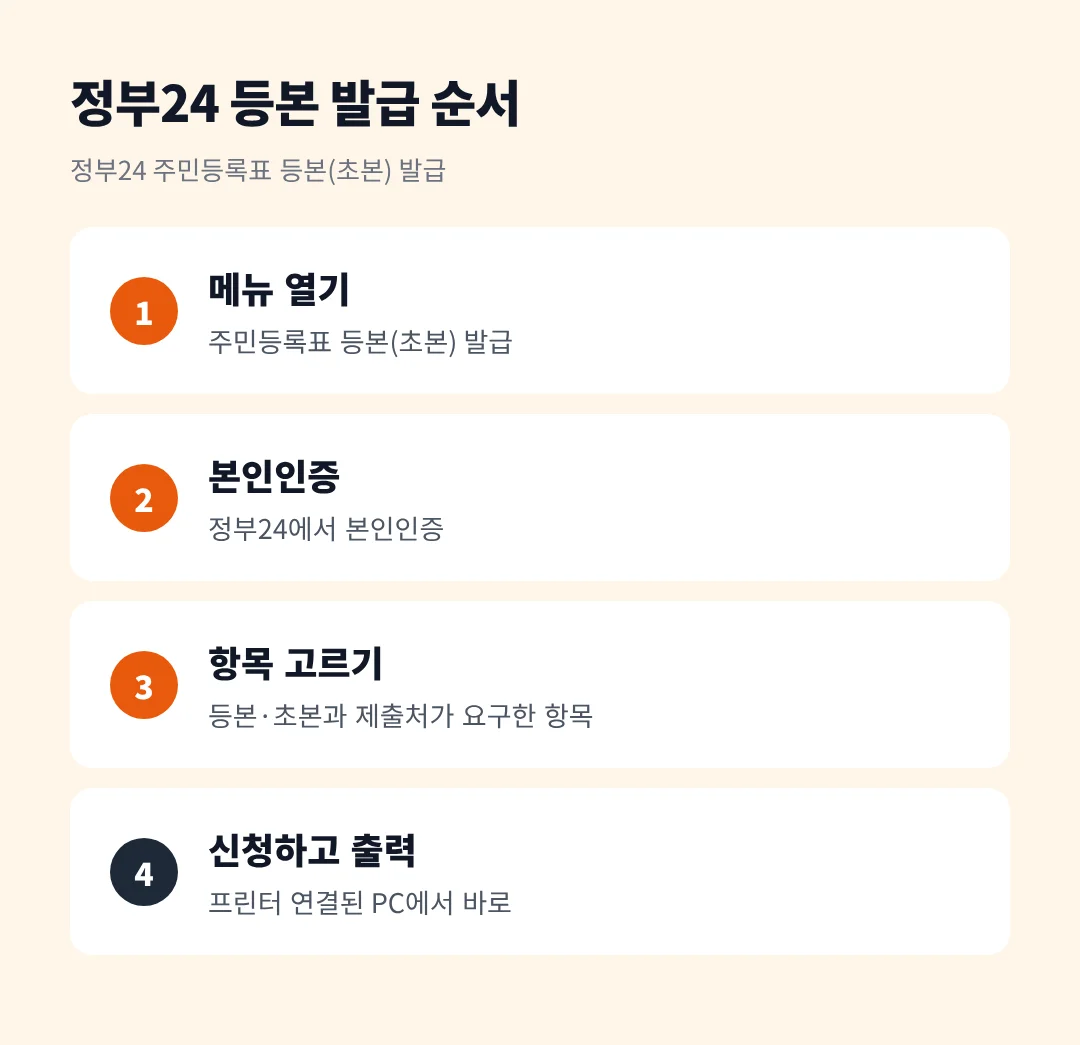 정부24 등본 발급 순서
정부24 주민등록표 등본(초본) 발급
1
메뉴 열기
주민등록표 등본(초본) 발급
2
본인인증
정부24에서 본인인증
3
항목 고르기
등본·초본과 제출처가 요구한 항목
4
신청하고 출력
프린터 연결된 PC에서 바로